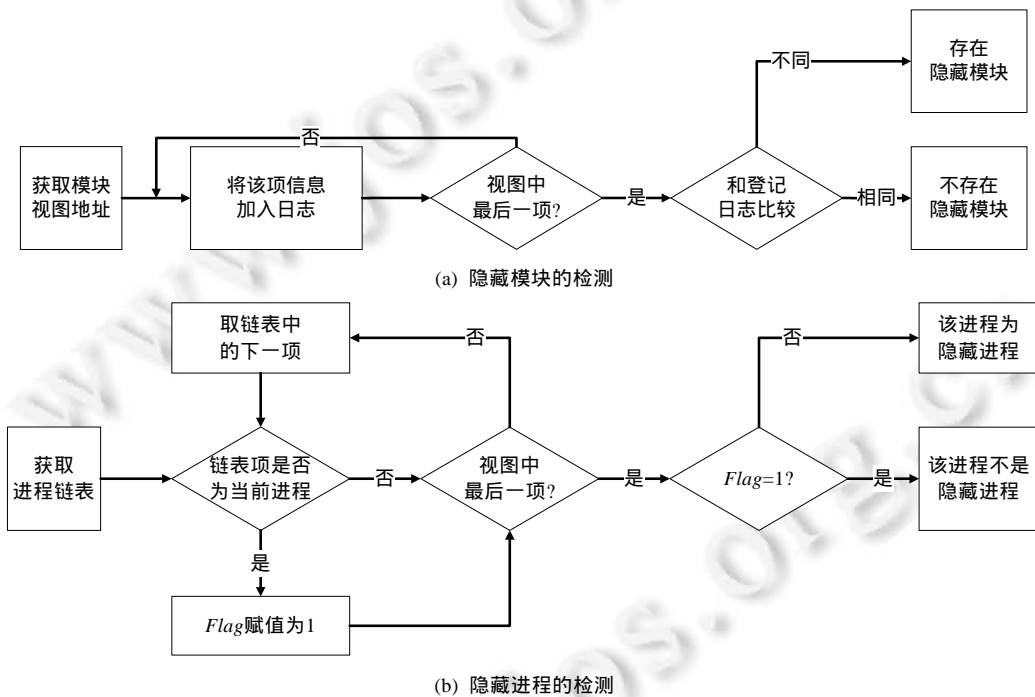 不同
存在
隐藏模块
否
获取模块
视图地址
将该项信息
加入日志
视图中
最后一项?
是
和登记
日志比较
相同
不存在
隐藏模块
(a) 隐藏模块的检测
取链表中
的下一项
否
否
该进程为
隐藏进程
获取
进程链表
链表项是否
为当前进程
否
视图中
最后一项?
是
Flag=1?
是
该进程不是
隐藏进程
是
Flag赋值为1
(b) 隐藏进程的检测
www.jos.org.c